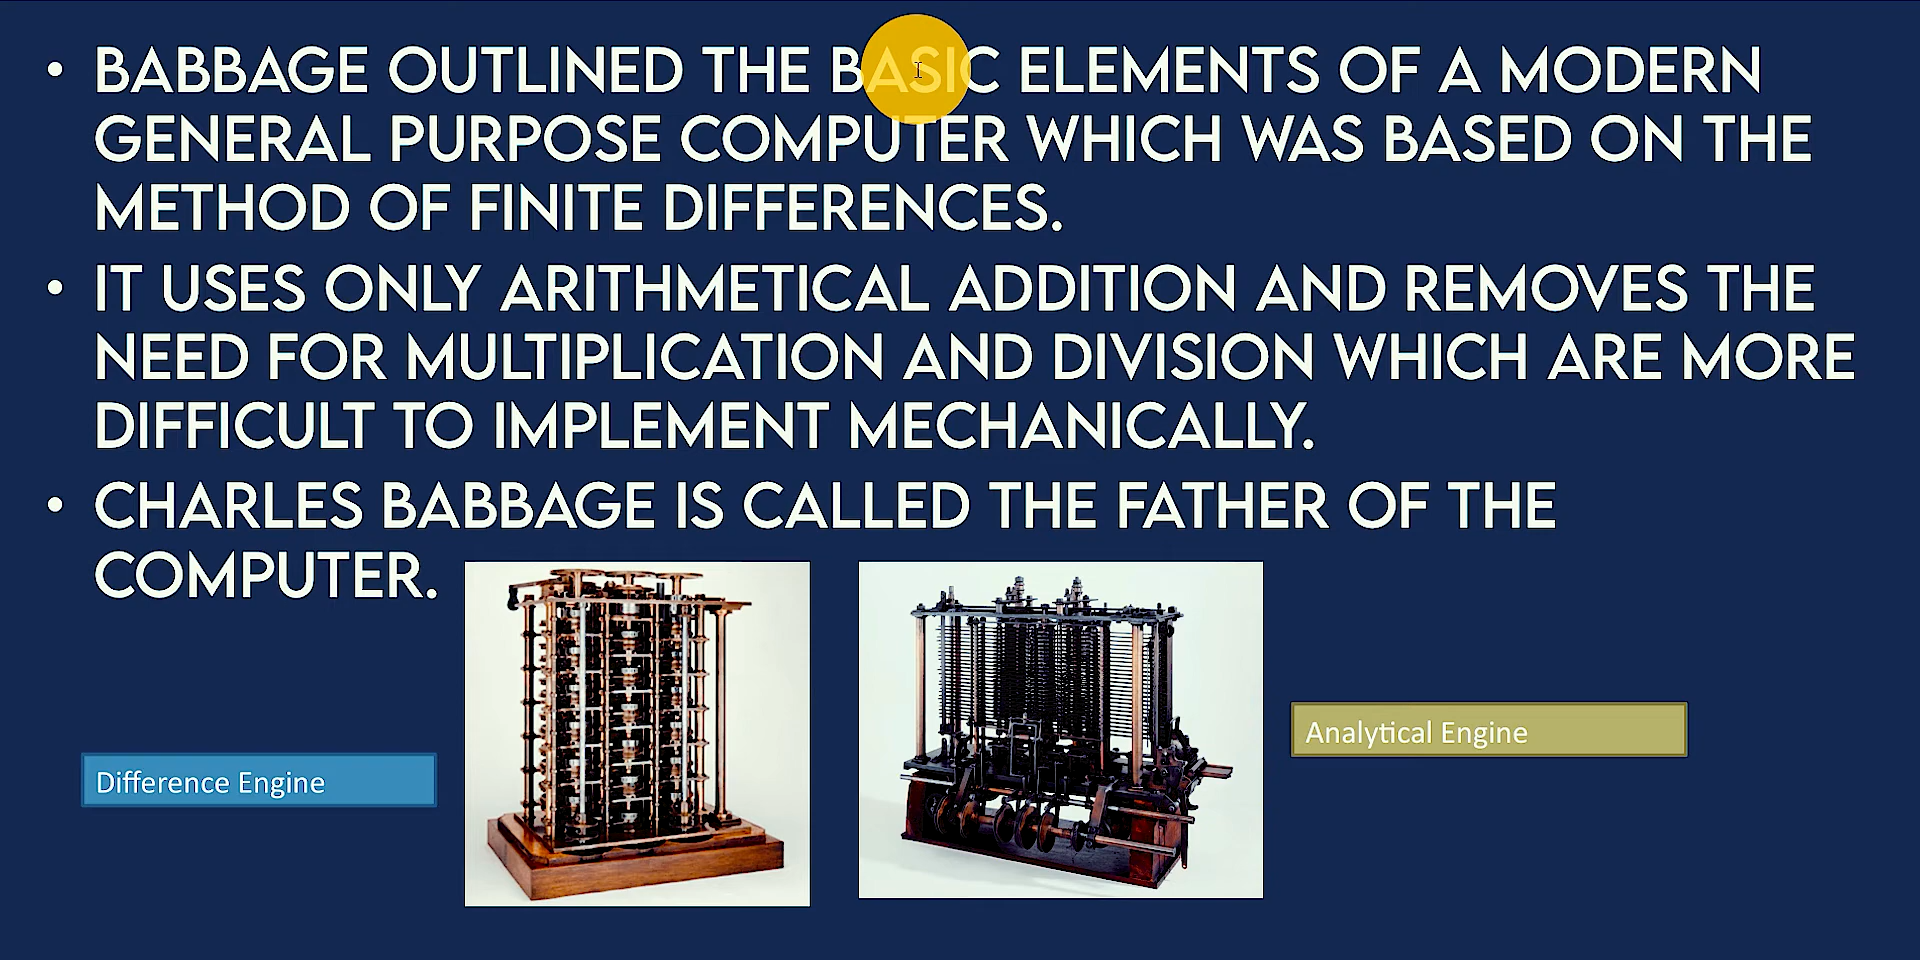 • BABBAGE OUTLINED THE BASIC ELEMENTS OF A MODERN
GENERAL PURPOSE COMPUTER WHICH WAS BASED ON THE
METHOD OF FINITE DIFFERENCES.
• IT USES ONLY ARITHMETICAL ADDITION AND REMOVES THE
NEED FOR MULTIPLICATION AND DIVISION WHICH ARE MORE
DIFFICULT TO IMPLEMENT MECHANICALLY.
• CHARLES BABBAGE IS CALLED THE FATHER OF THE
COMPUTER.
Difference Engine
Analytical Engine